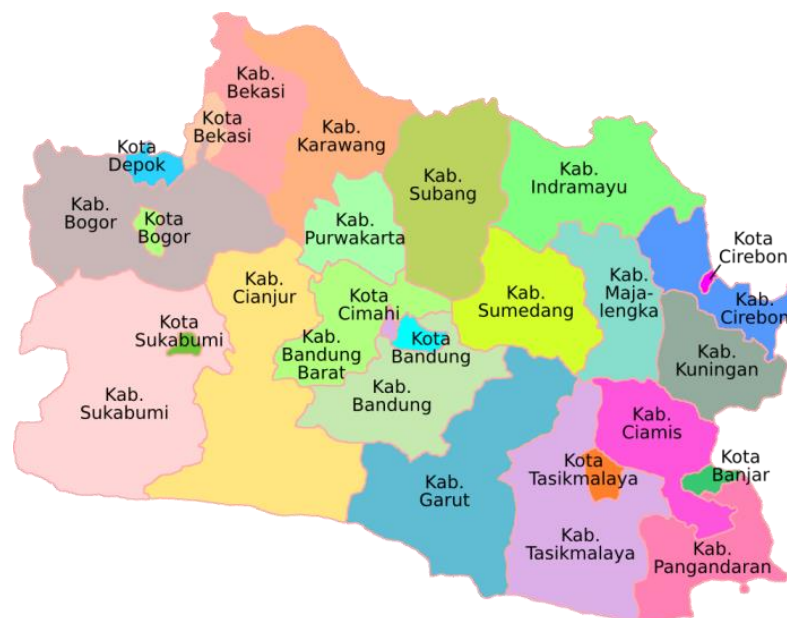 Kab.
Bekasi
Kota
Bekasi
Kab.
Karawang
Kota
Depok
Kab.
Subang
Kab.
Indramayu
Kab.
Bogor
Kota
Bogor
Kab.
Purwakarta
Kota
Cirebon
Kab.
Cianjur
Kota
Cimahi
Kab.
Sumedang
Kab.
Maja-
lengka
Kab.
Cirebon
Kota
Sukabumi
Kab.
Bandung
Barat
Kota
Bandung
Kab.
Kuningan
Kab.
Sukabumi
Kab.
Bandung
Kab.
Ciamis
Kota
Banjar
Kab.
Garut
Kota
Tasikmalaya
Kab.
Tasikmalaya
Kab.
Pangandaran